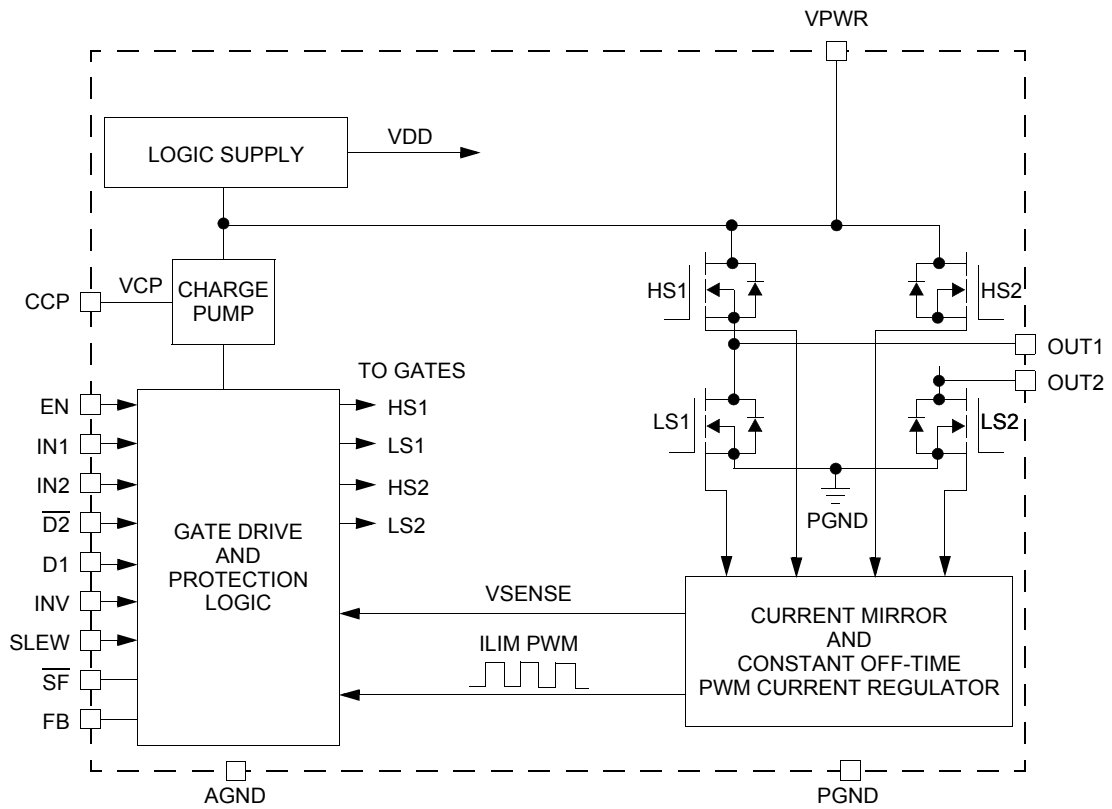 VPWR
LOGIC SUPPLY
VDD
CCP
VCP
CHARGE
PUMP
HS1
HS2
OUT1
OUT2
TO GATES
EN
HS1
LS1
LS2
IN1
LS1
IN2
HS2
D2
LS2
PGND
D1
GATE DRIVE
AND
PROTECTION
LOGIC
INV
VSENSE
SLEW
ILIM PWM
CURRENT MIRROR
AND
CONSTANT OFF-TIME
PWM CURRENT REGULATOR
SF
FB
AGND
PGND